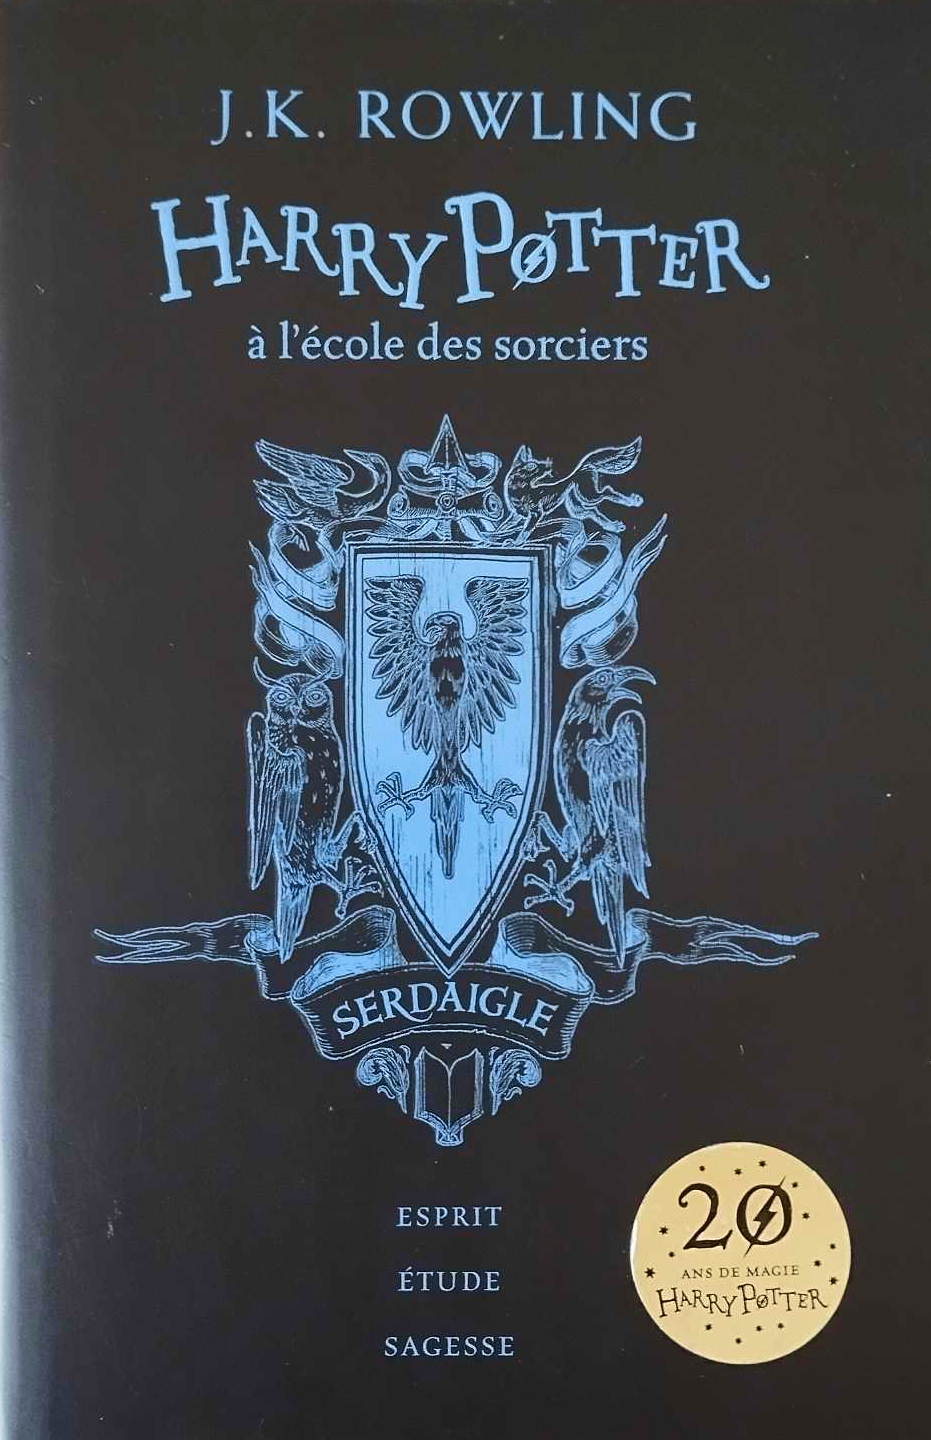 J.K. ROWLING
HARRY POTTER
à l'école des sorciers
SERDAIGLE
ESPRIT
ÉTUDE
SAGESSE
20
ANS DE MAGIE
HARRY POTTER